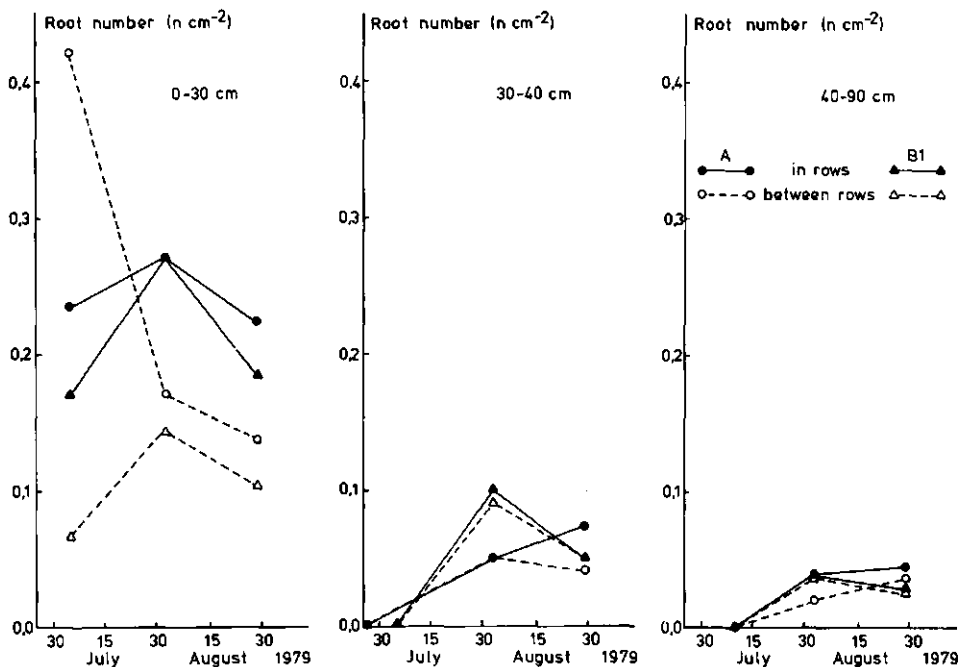 Root number (n cm⁻²)
0,4
0-30 cm
0,3
0,2
0,1
0,0
30 15 30 15 30
July August 1979
Root number (n cm⁻²)
0,4
30-40 cm
0,3
0,2
0,1
0,0
30 15 30 15 30
July August 1979
Root number (n cm⁻²)
0,4
40-90 cm
A B1
in rows
between rows
0,3
0,2
0,1
0,0
30 15 30 15 30
July August 1979